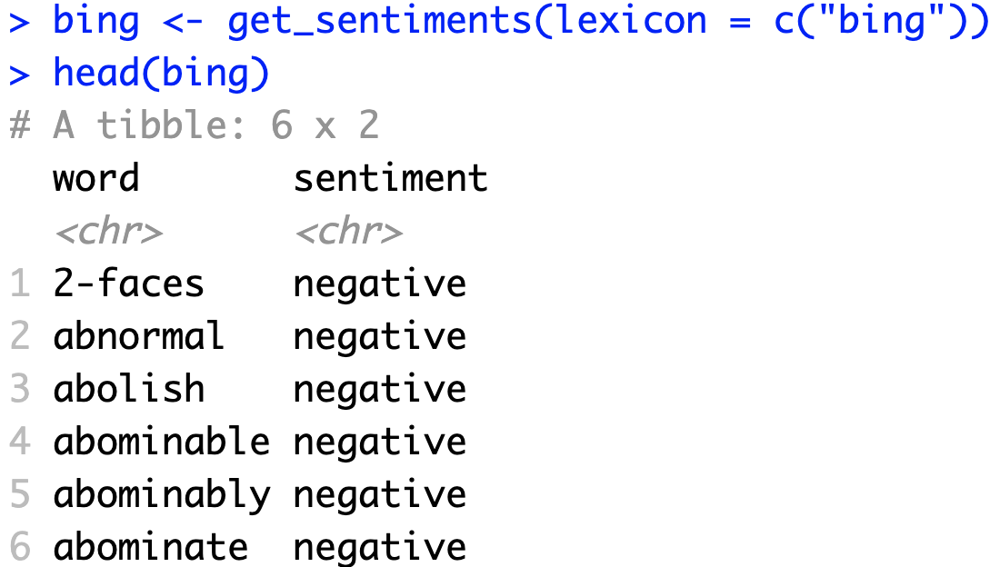 > bing <- get_sentiments(lexicon = c("bing"))
> head(bing)
# A tibble: 6 x 2
  word       sentiment
  <chr>      <chr>
1 2-faces    negative
2 abnormal   negative
3 abolish    negative
4 abominable negative
5 abominably negative
6 abominate  negative